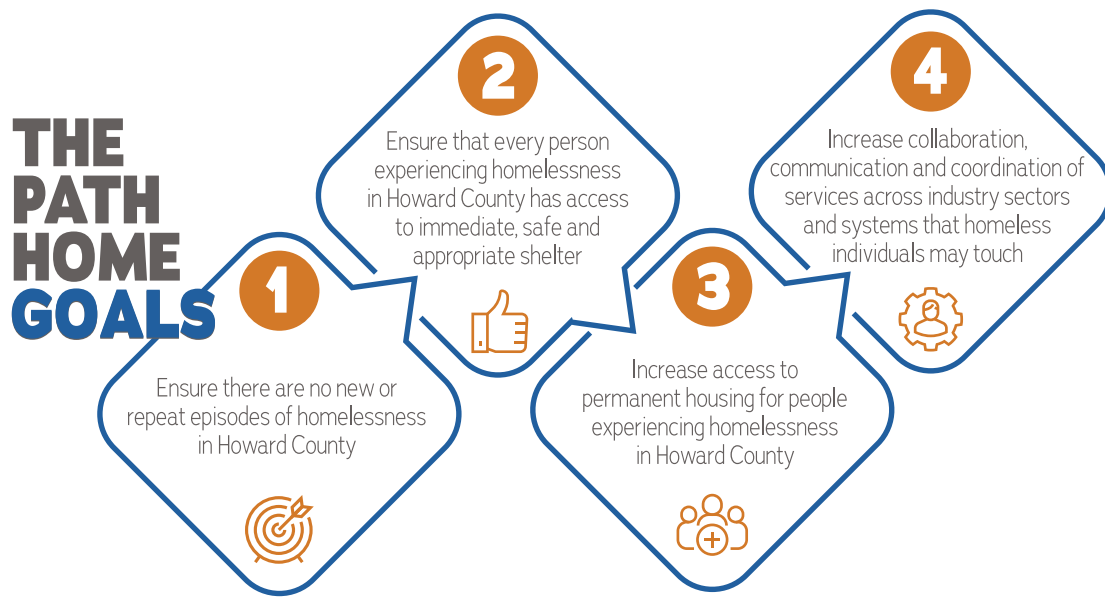 THE
PATH
HOME
GOALS
1
Ensure there are no new or
repeat episodes of homelessness
in Howard County
2
Ensure that every person
experiencing homelessness
in Howard County has access
to immediate, safe and
appropriate shelter
3
Increase access to
permanent housing for people
experiencing homelessness
in Howard County
4
Increase collaboration,
communication and coordination of
services across industry sectors
and systems that homeless
individuals may touch